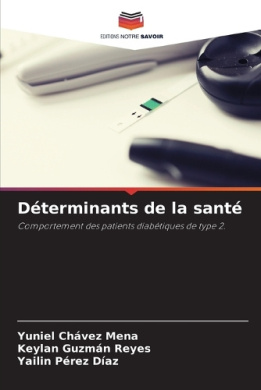 EDITIONS NOTRE SAVOIR
Déterminants de la santé
Comportement des patients diabétiques de type 2.
Yuniel Chávez Mena
Keylan Guzmán Reyes
Yailin Pérez Díaz